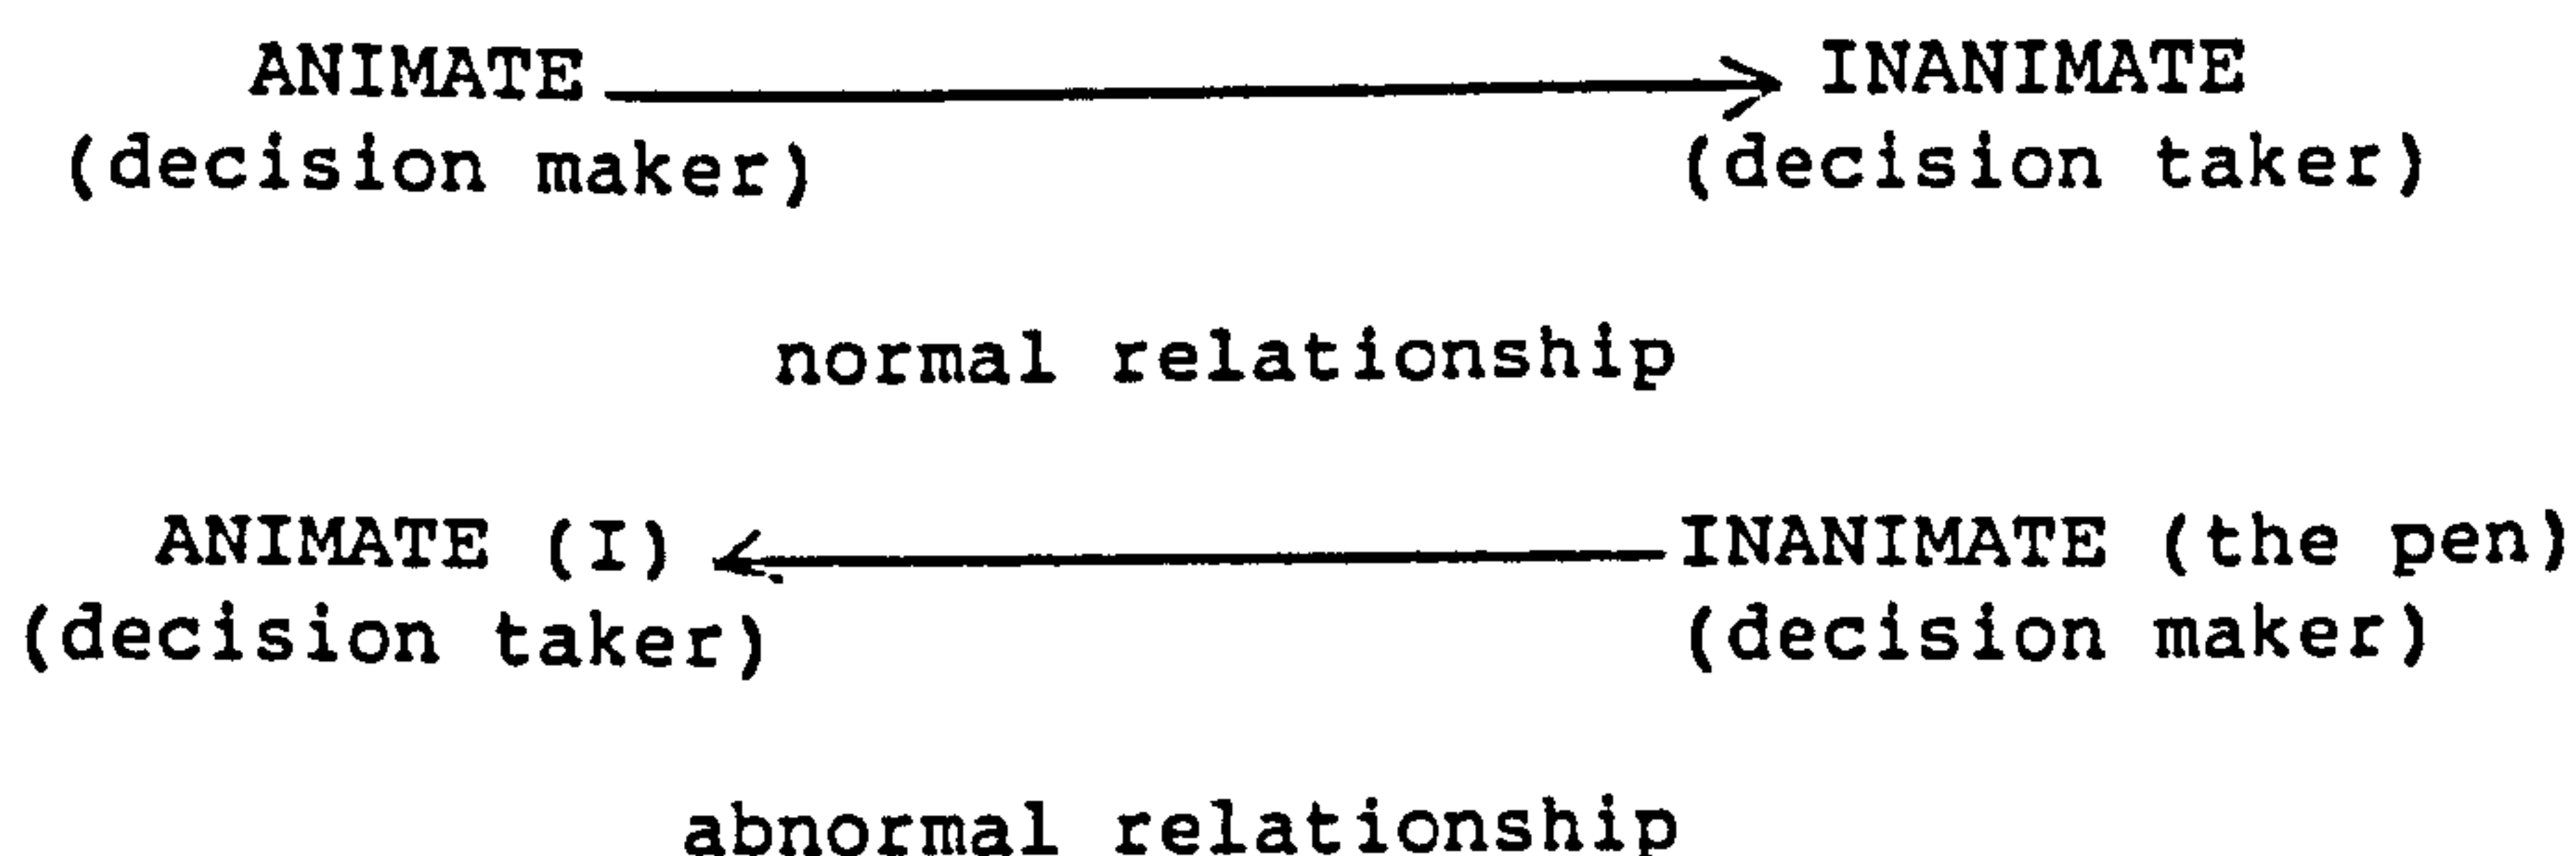 ANIMATE INANIMATE
(decision maker) (decision taker)
normal relationship
ANIMATE (I) INANIMATE (the pen)
(decision taker) (decision maker)
abnormal relationship